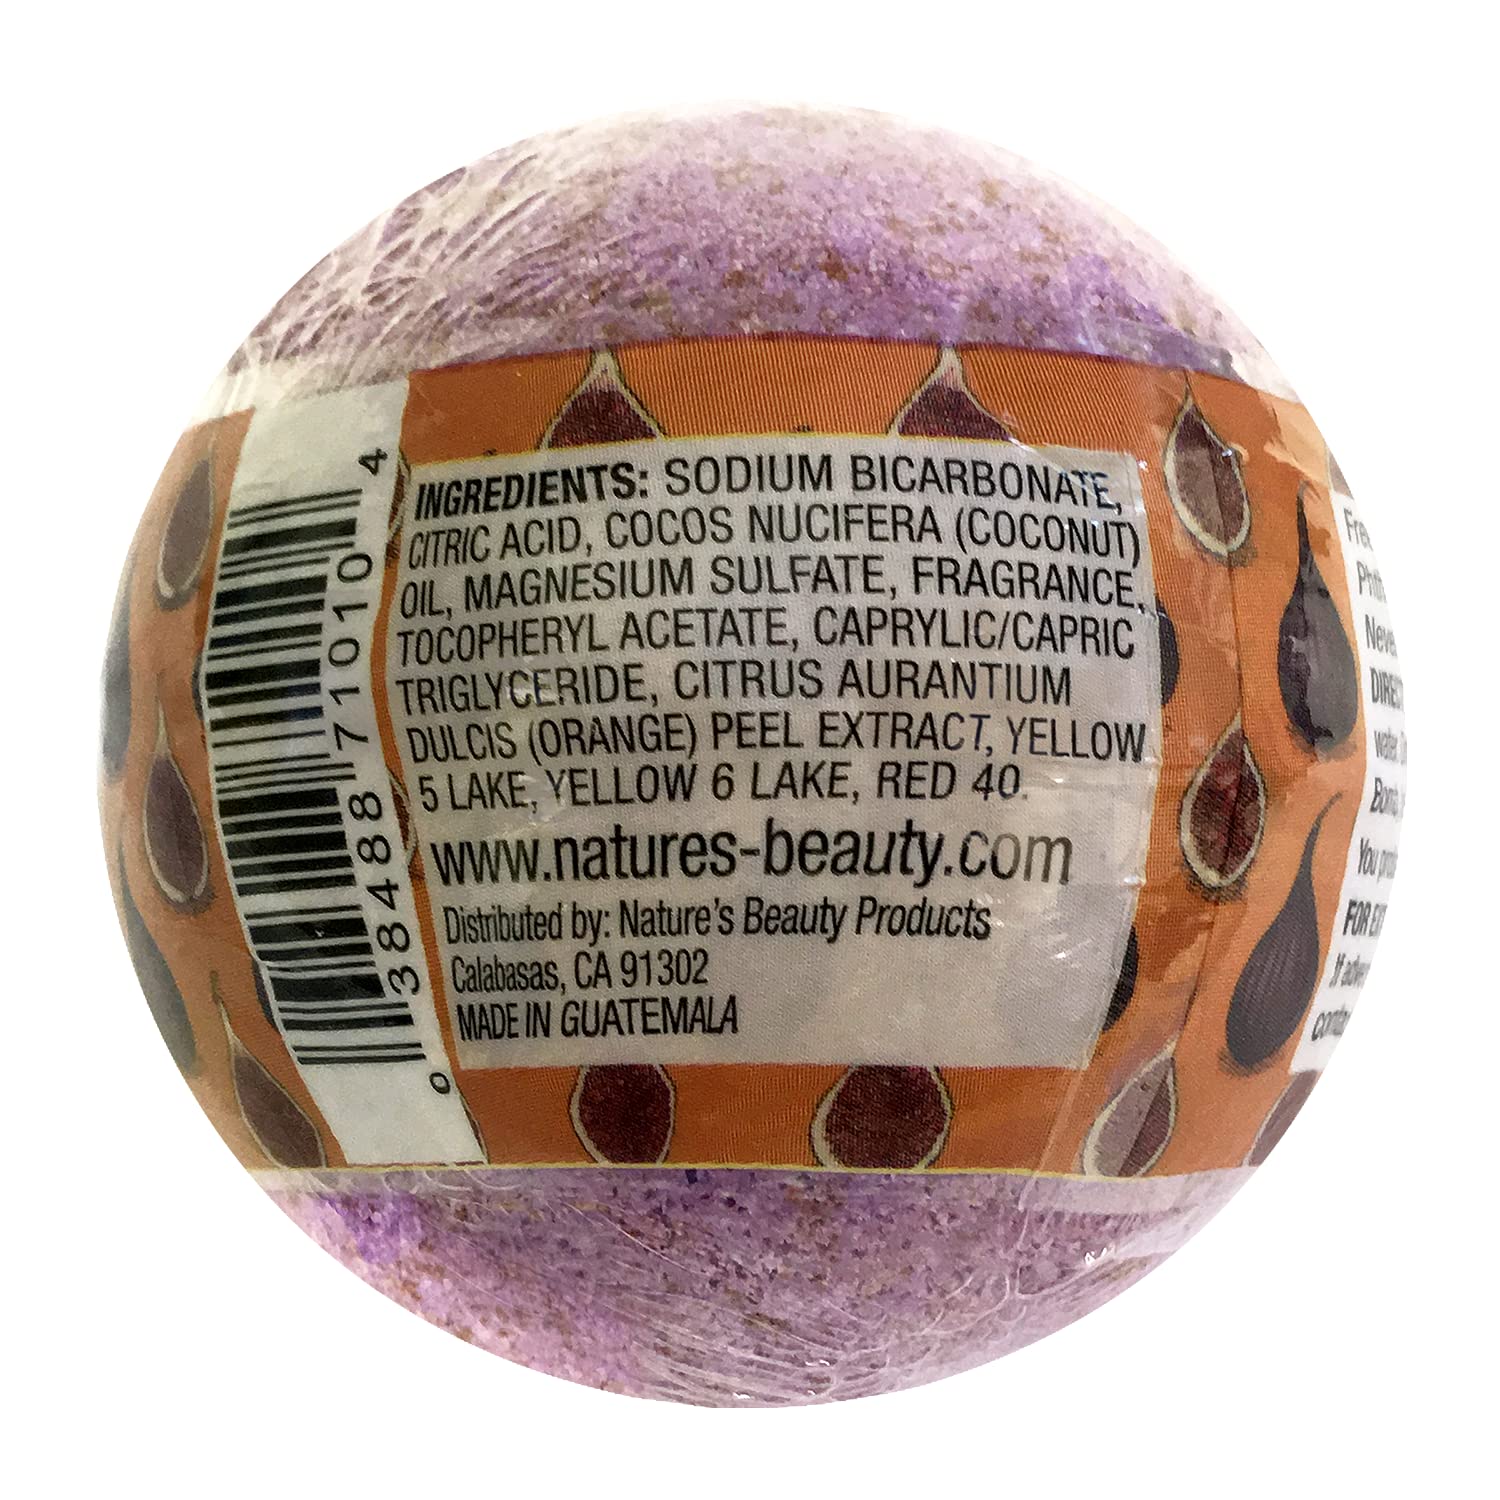 INGREDIENTS: SODIUM BICARBONATE,
CITRIC ACID, COCOS NUCIFERA (COCONUT)
OIL, MAGNESIUM SULFATE, FRAGRANCE,
TOCOPHERYL ACETATE, CAPRYLIC/CAPRIC
TRIGLYCERIDE, CITRUS AURANTIUM
DULCIS (ORANGE) PEEL EXTRACT, YELLOW
5 LAKE, YELLOW 6 LAKE, RED 40.
www.natures-beauty.com
Distributed by: Nature's Beauty Products
Calabasas, CA 91302
MADE IN GUATEMALA
0 38488 71010 4